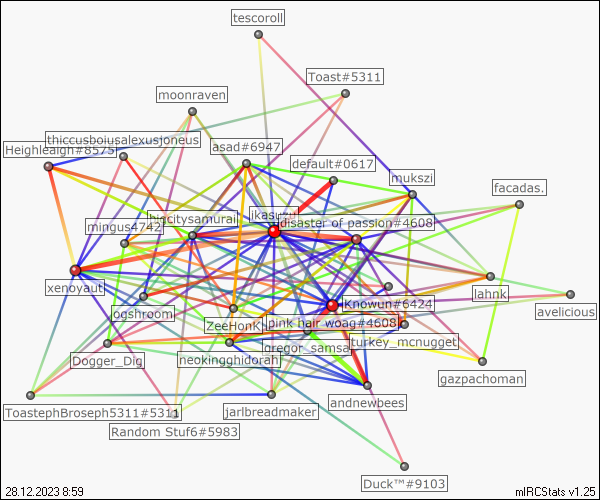 tescoroll
Toast#5311
moonraven
thiccusboiusalexusjoneus
asad#6947
Heighleaigh#8575
default#0617
mukszi
facadas.
bigcitysamurai
jkasuzu
disaster of passion#4608
mingus4742
xenoyaut
lahnk
avelicious
jogshroom
Knowun#6424
ZeeHonK
pink hair woag#4608
turkey_mcnugget
gregor_samsa
Dogger_Dig
neokingghidorah
gazpachoman
ToastephBroseph5311#5311
jarlbreadmaker
andnewbees
Random Stuf6#5983
Duck™#9103
28.12.2023 8:59
mIRCStats v1.25